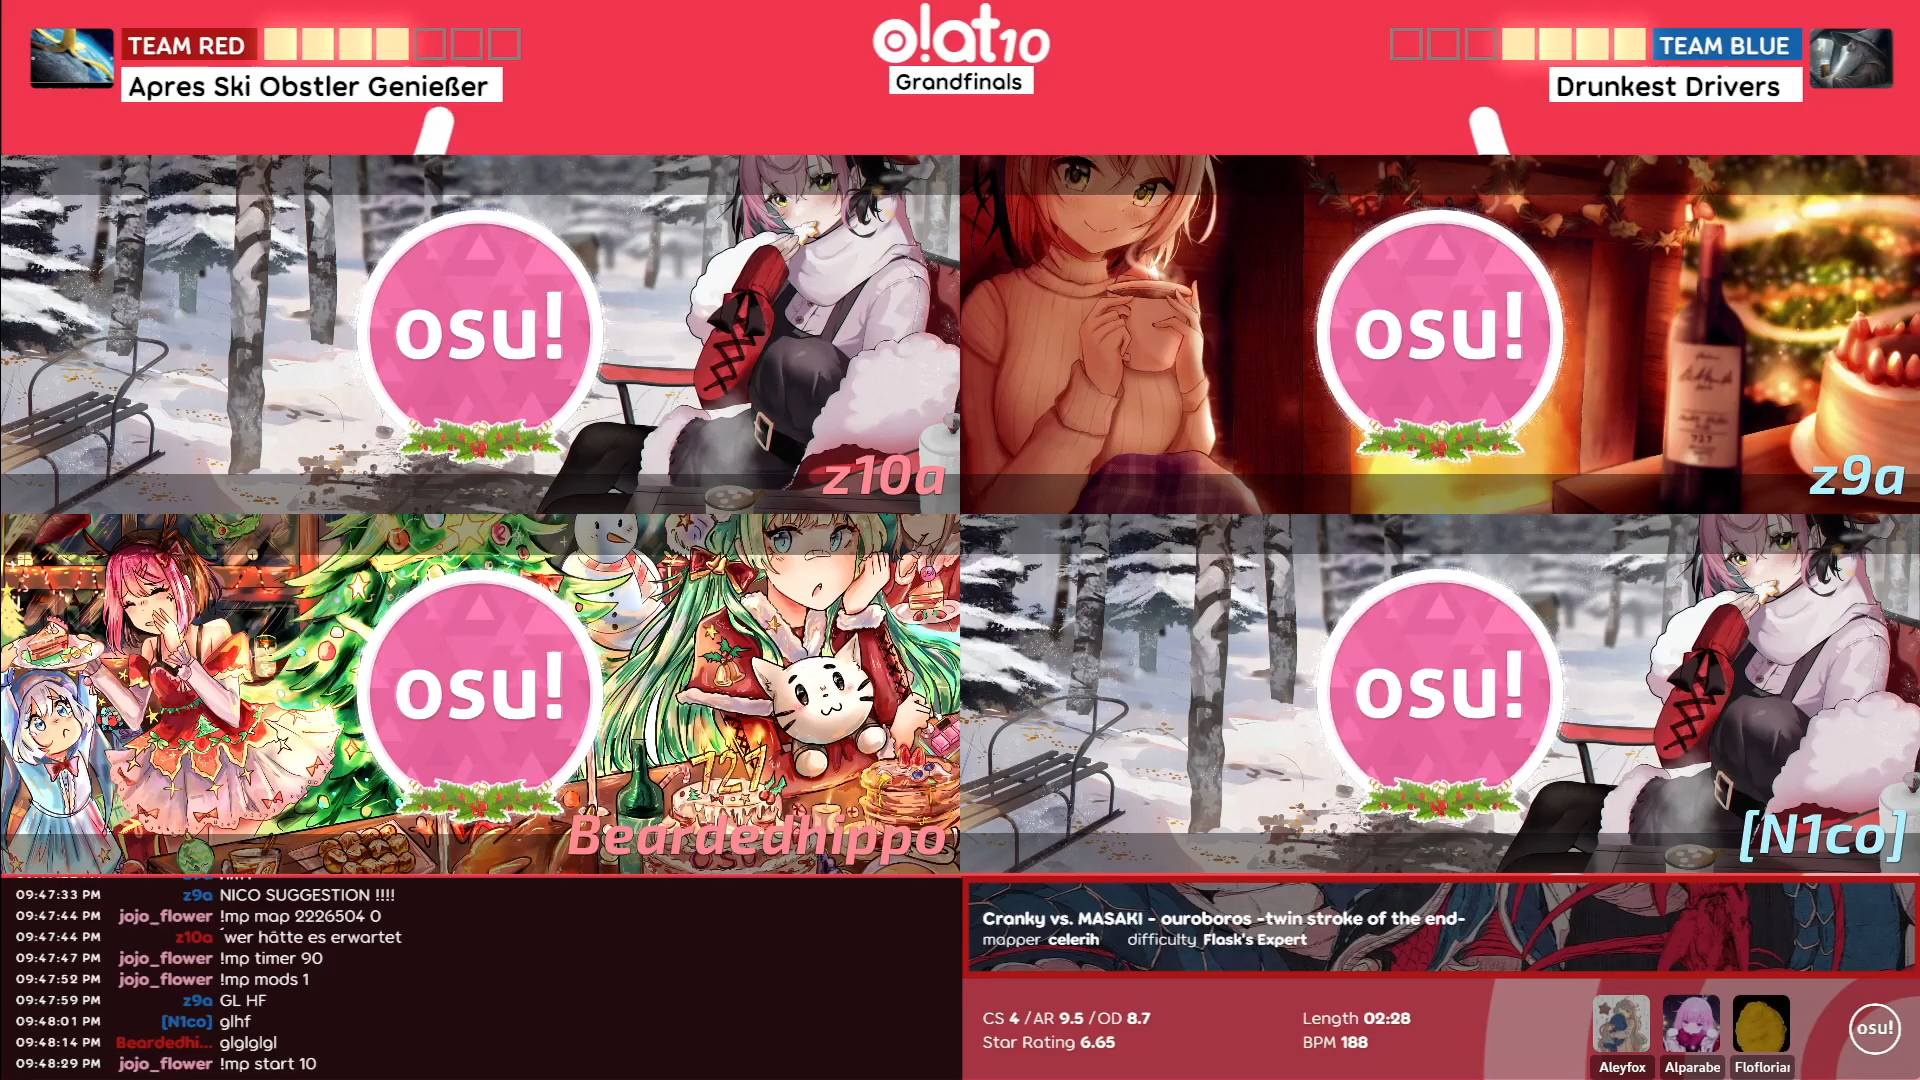 TEAM RED
Apres Ski Obstler Genießer
o!at10
Grandfinals
TEAM BLUE
Drunkest Drivers
osu!
z10a
osu!
727
z9a
osu!
727
Beardedhippo
osu!
[N1co]
09:47:33 PM z9a NICO SUGGESTION !!!!
09:47:44 PM jojo_flower !mp map 2226504 0
09:47:44 PM z10a ´wer hätte es erwartet
09:47:47 PM jojo_flower !mp timer 90
09:47:52 PM jojo_flower !mp mods 1
09:47:59 PM z9a GL HF
09:48:01 PM [N1co] glhf
09:48:14 PM Beardedhi... glglglgl
09:48:29 PM jojo_flower !mp start 10
Cranky vs. MASAKI - ouroboros -twin stroke of the end-
mapper celerih difficulty Flask's Expert
CS 4 / AR 9.5 / OD 8.7
Star Rating 6.65
Length 02:28
BPM 188
Aleyfox
Alparabe
Floflorian
osu!